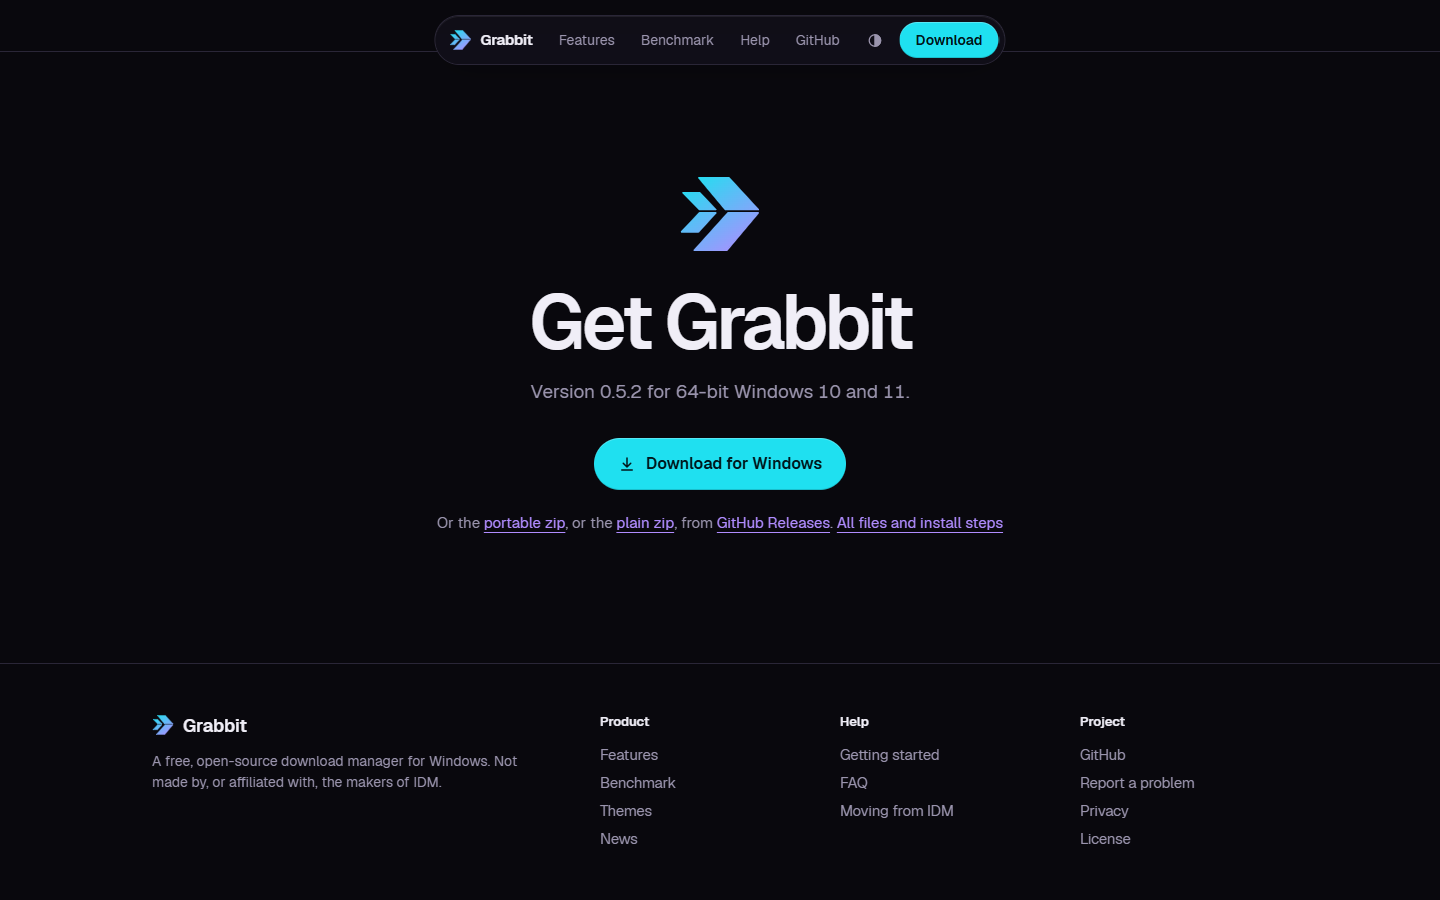 Grabbit Features Benchmark Help GitHub Download
Get Grabbit
Version 0.5.2 for 64-bit Windows 10 and 11.
Download for Windows
Or the portable zip, or the plain zip, from GitHub Releases. All files and install steps
Grabbit
A free, open-source download manager for Windows. Not
made by, or affiliated with, the makers of IDM.
Product
Features
Benchmark
Themes
News
Help
Getting started
FAQ
Moving from IDM
Project
GitHub
Report a problem
Privacy
License